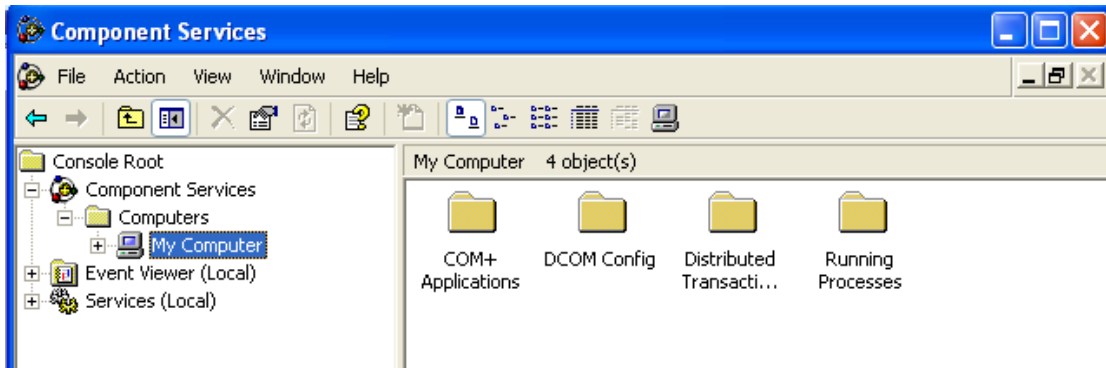 Component Services
File Action View Window Help
Console Root
Component Services
Computers
My Computer
Event Viewer (Local)
Services (Local)
My Computer 4 object(s)
COM+
Applications
DCOM Config
Distributed
Transacti...
Running
Processes